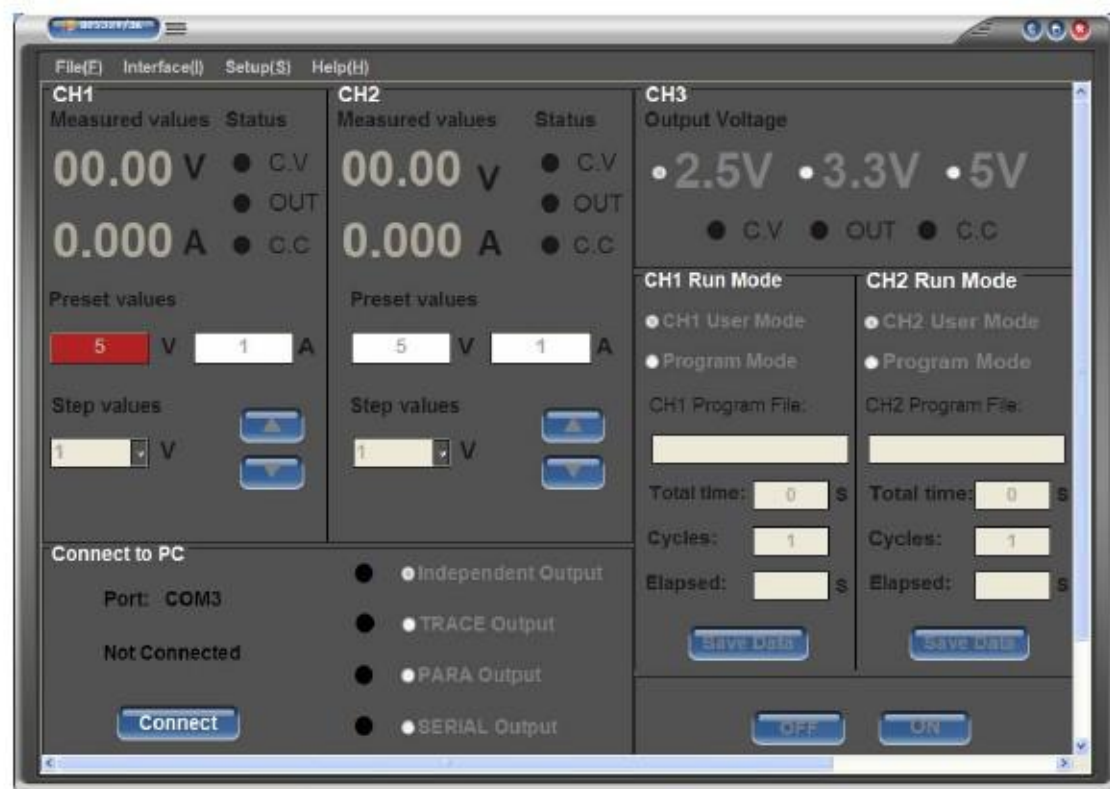 File(F) Interface(I) Setup(S) Help(H)
CH1
Measured values Status
00.00 V C.V
OUT
0.000 A C.C
Preset values
5 V 1 A
Step values
1 V
CH2
Measured values Status
00.00 V C.V
OUT
0.000 A C.C
Preset values
5 V 1 A
Step values
1 V
CH3
Output Voltage
2.5V 3.3V 5V
C.V OUT C.C
CH1 Run Mode
CH1 User Mode
Program Mode
CH1 Program File:
Total time: 0 S
Cycles: 1
Elapsed: S
Save Data
CH2 Run Mode
CH2 User Mode
Program Mode
CH2 Program File:
Total time: 0 S
Cycles: 1
Elapsed: S
Save Data
Connect to PC
Port: COM3
Not Connected
Connect
Independent Output
TRACE Output
PARA Output
SERIAL Output
OFF ON